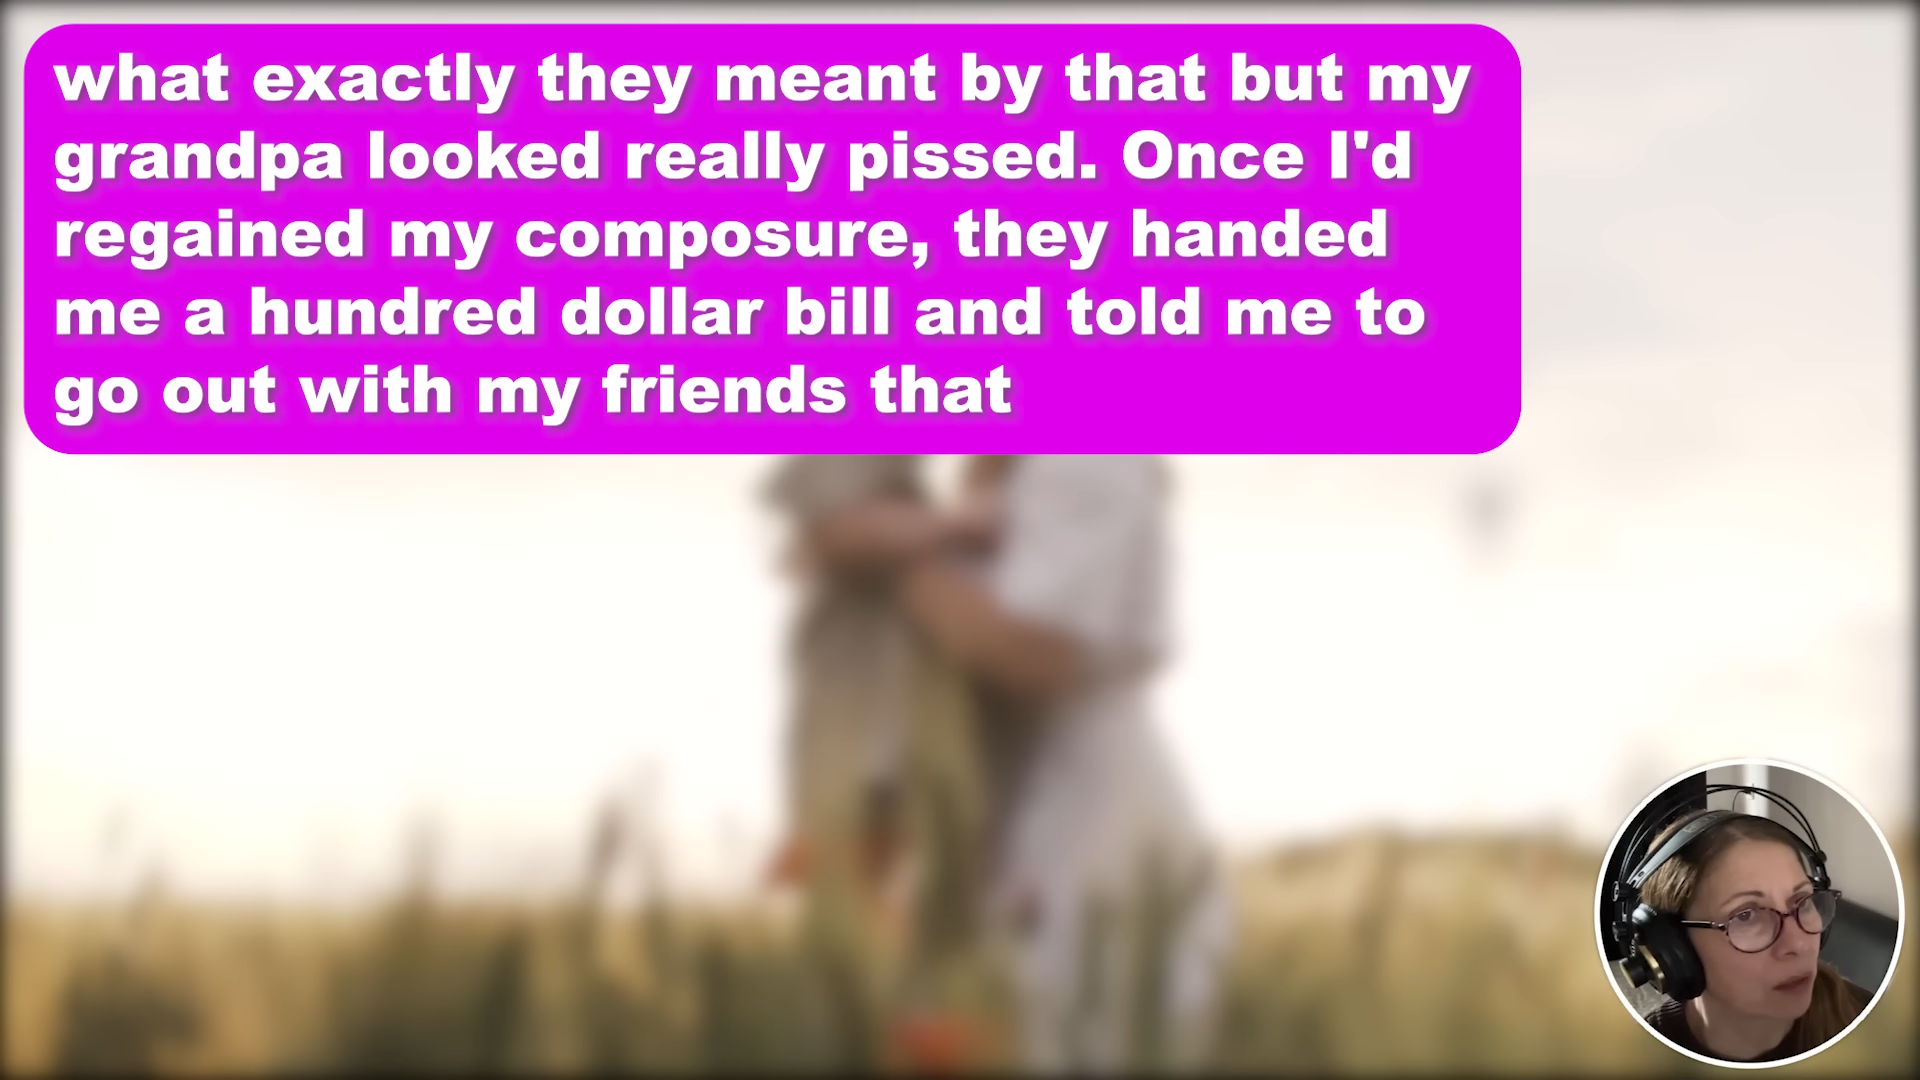 what exactly they meant by that but my
grandpa looked really pissed. Once I'd
regained my composure, they handed
me a hundred dollar bill and told me to
go out with my friends that